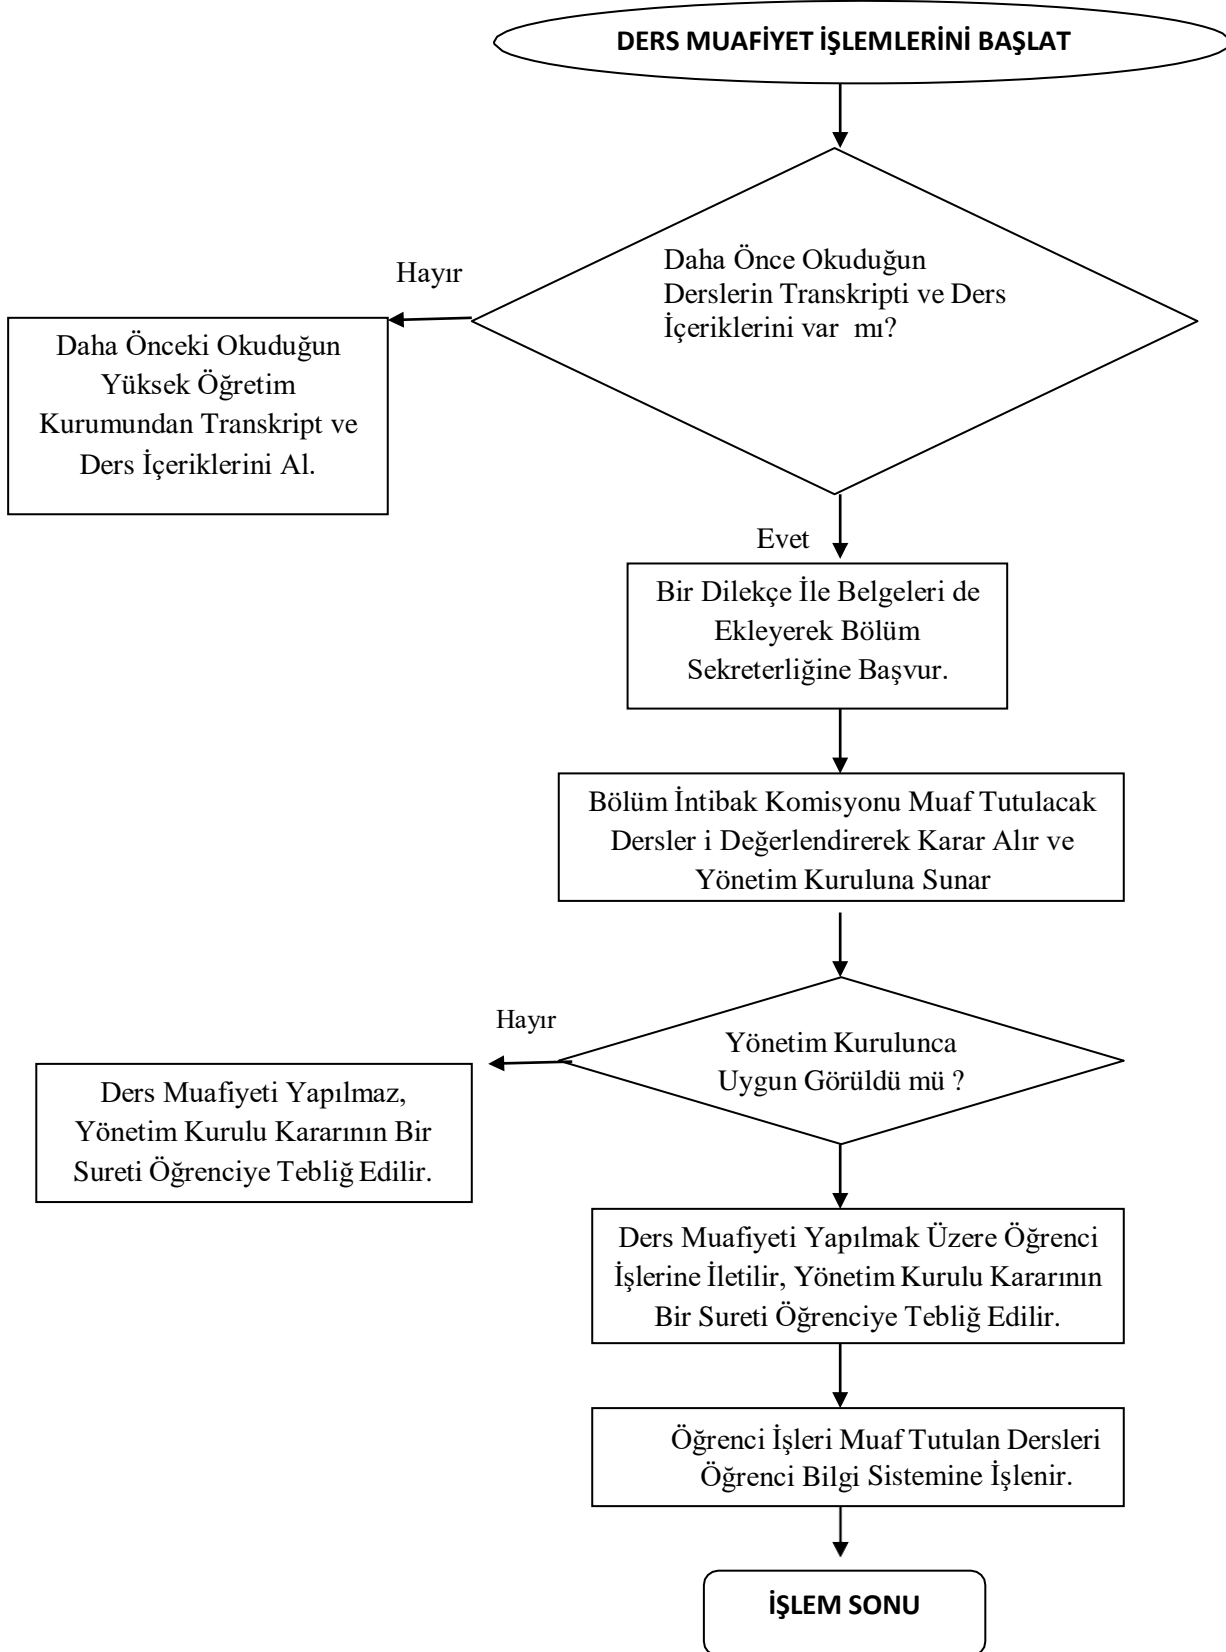 DERS MUAFİYET İŞLEMLERİNİ BAŞLAT
Daha Önce Okuduğun
Derslerin Transkripti ve Ders
İçeriklerini var mı?
Hayır
Daha Önceki Okuduğun
Yüksek Öğretim
Kurumundan Transkript ve
Ders İçeriklerini Al.
Evet
Bir Dilekçe İle Belgeleri de
Ekleyerek Bölüm
Sekreterliğine Başvur.
Bölüm İntibak Komisyonu Muaf Tutulacak
Dersler i Değerlendirerek Karar Alır ve
Yönetim Kuruluna Sunar
Yönetim Kurulunca
Uygun Görüldü mü ?
Hayır
Ders Muafiyeti Yapılmaz,
Yönetim Kurulu Kararının Bir
Sureti Öğrenciye Tebliğ Edilir.
Ders Muafiyeti Yapılmak Üzere Öğrenci
İşlerine İletilir, Yönetim Kurulu Kararının
Bir Sureti Öğrenciye Tebliğ Edilir.
Öğrenci İşleri Muaf Tutulan Dersleri
Öğrenci Bilgi Sistemine İşlenir.
İŞLEM SONU